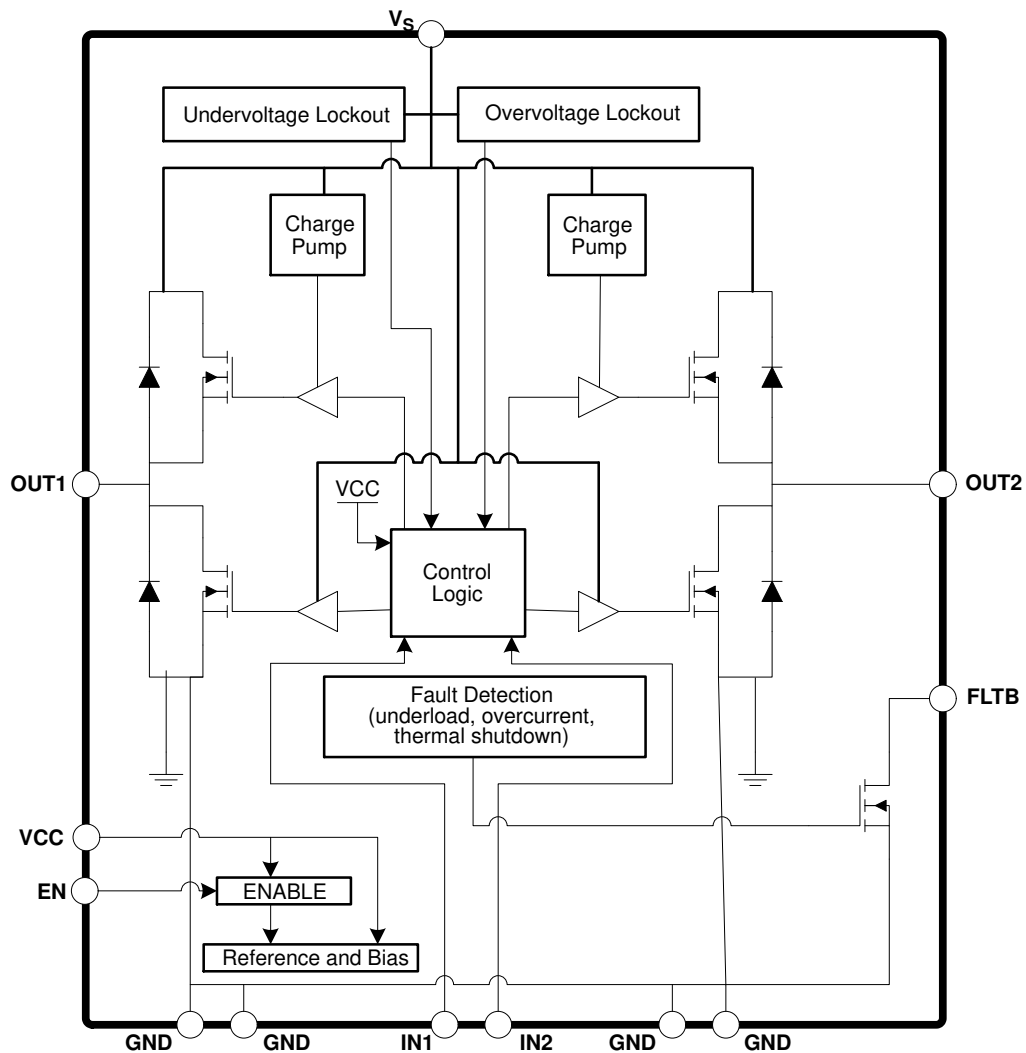 VS
Undervoltage Lockout
Overvoltage Lockout
Charge
Pump
Charge
Pump
OUT1
OUT2
VCC
Control
Logic
Fault Detection
(underload, overcurrent,
thermal shutdown)
FLTB
VCC
EN
ENABLE
Reference and Bias
GND
GND
IN1
IN2
GND
GND